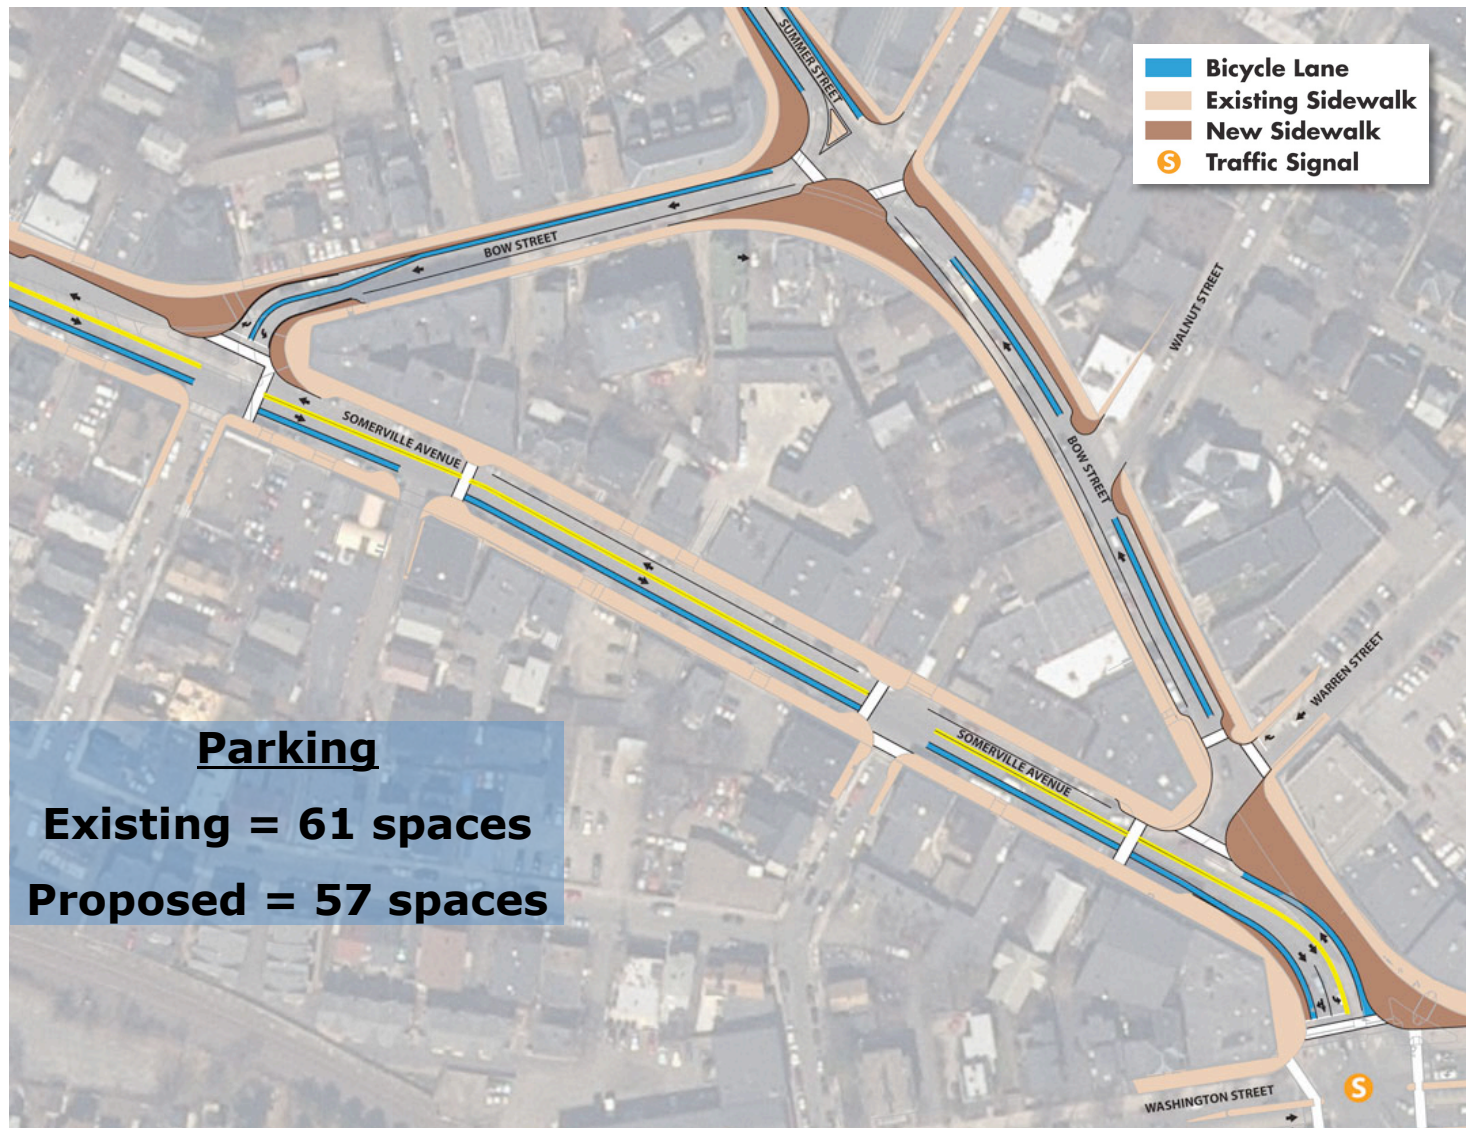 SUMMER STREET
Bicycle Lane
Existing Sidewalk
New Sidewalk
S Traffic Signal
BOW STREET
WALNUT STREET
SOMERVILLE AVENUE
BOW STREET
WARREN STREET
SOMERVILLE AVENUE
Parking
Existing = 61 spaces
Proposed = 57 spaces
WASHINGTON STREET
S